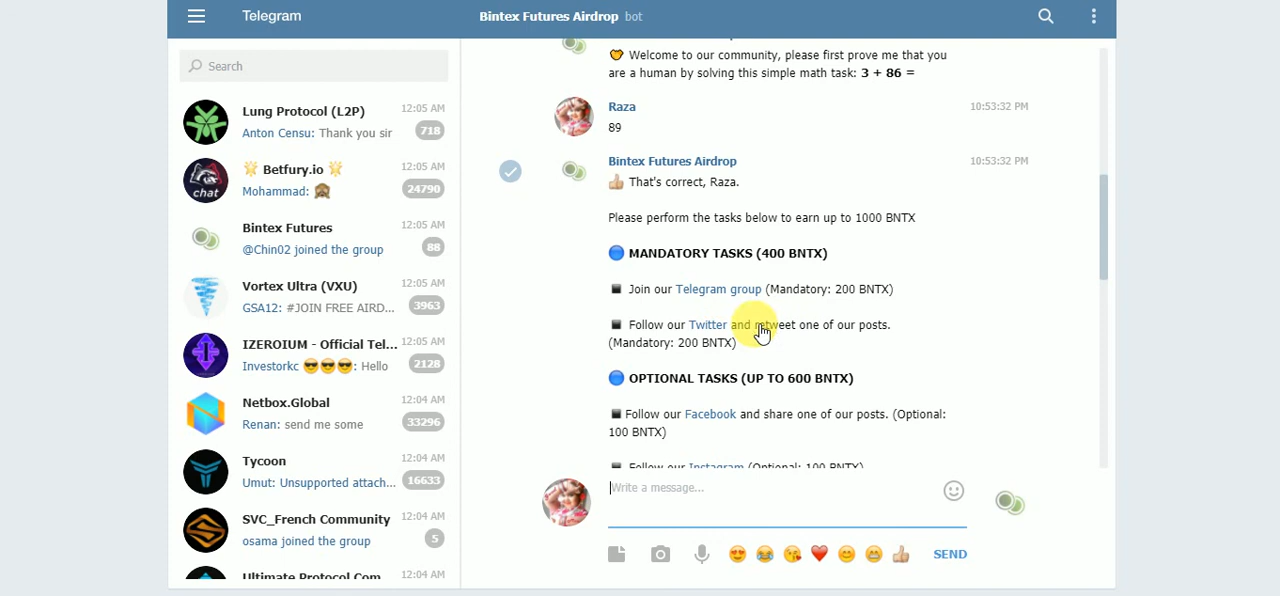 Telegram
Bintex Futures Airdrop bot
Search
Lung Protocol (L2P) 12:05 AM
Anton Censu: Thank you sir 718
🌟 Betfury.io 🌟 12:05 AM
chat
Mohammad: 🙈 24790
Bintex Futures 12:05 AM
@Chin02 joined the group 88
Vortex Ultra (VXU) 12:05 AM
GSA12: #JOIN FREE AIRD... 3963
IZEROIUM - Official Tel... 12:05 AM
Investorkc 😎😎😎: Hello 2128
Netbox.Global 12:04 AM
Renan: send me some 33296
Tycoon 12:04 AM
Umut: Unsupported attach... 16633
SVC_French Community 12:04 AM
osama joined the group 5
Ultimate Protocol Com 12:04 AM
Welcome to our community, please first prove me that you
are a human by solving this simple math task: 3 + 86 =
Raza 10:53:32 PM
89
Bintex Futures Airdrop 10:53:32 PM
👍 That's correct, Raza.
Please perform the tasks below to earn up to 1000 BNTX
🔵 MANDATORY TASKS (400 BNTX)
◾ Join our Telegram group (Mandatory: 200 BNTX)
◾ Follow our Twitter and retweet one of our posts.
(Mandatory: 200 BNTX)
🔵 OPTIONAL TASKS (UP TO 600 BNTX)
◾Follow our Facebook and share one of our posts. (Optional:
100 BNTX)
◾ Follow our Instagram (Optional: 100 BNTX)
Write a message...
SEND